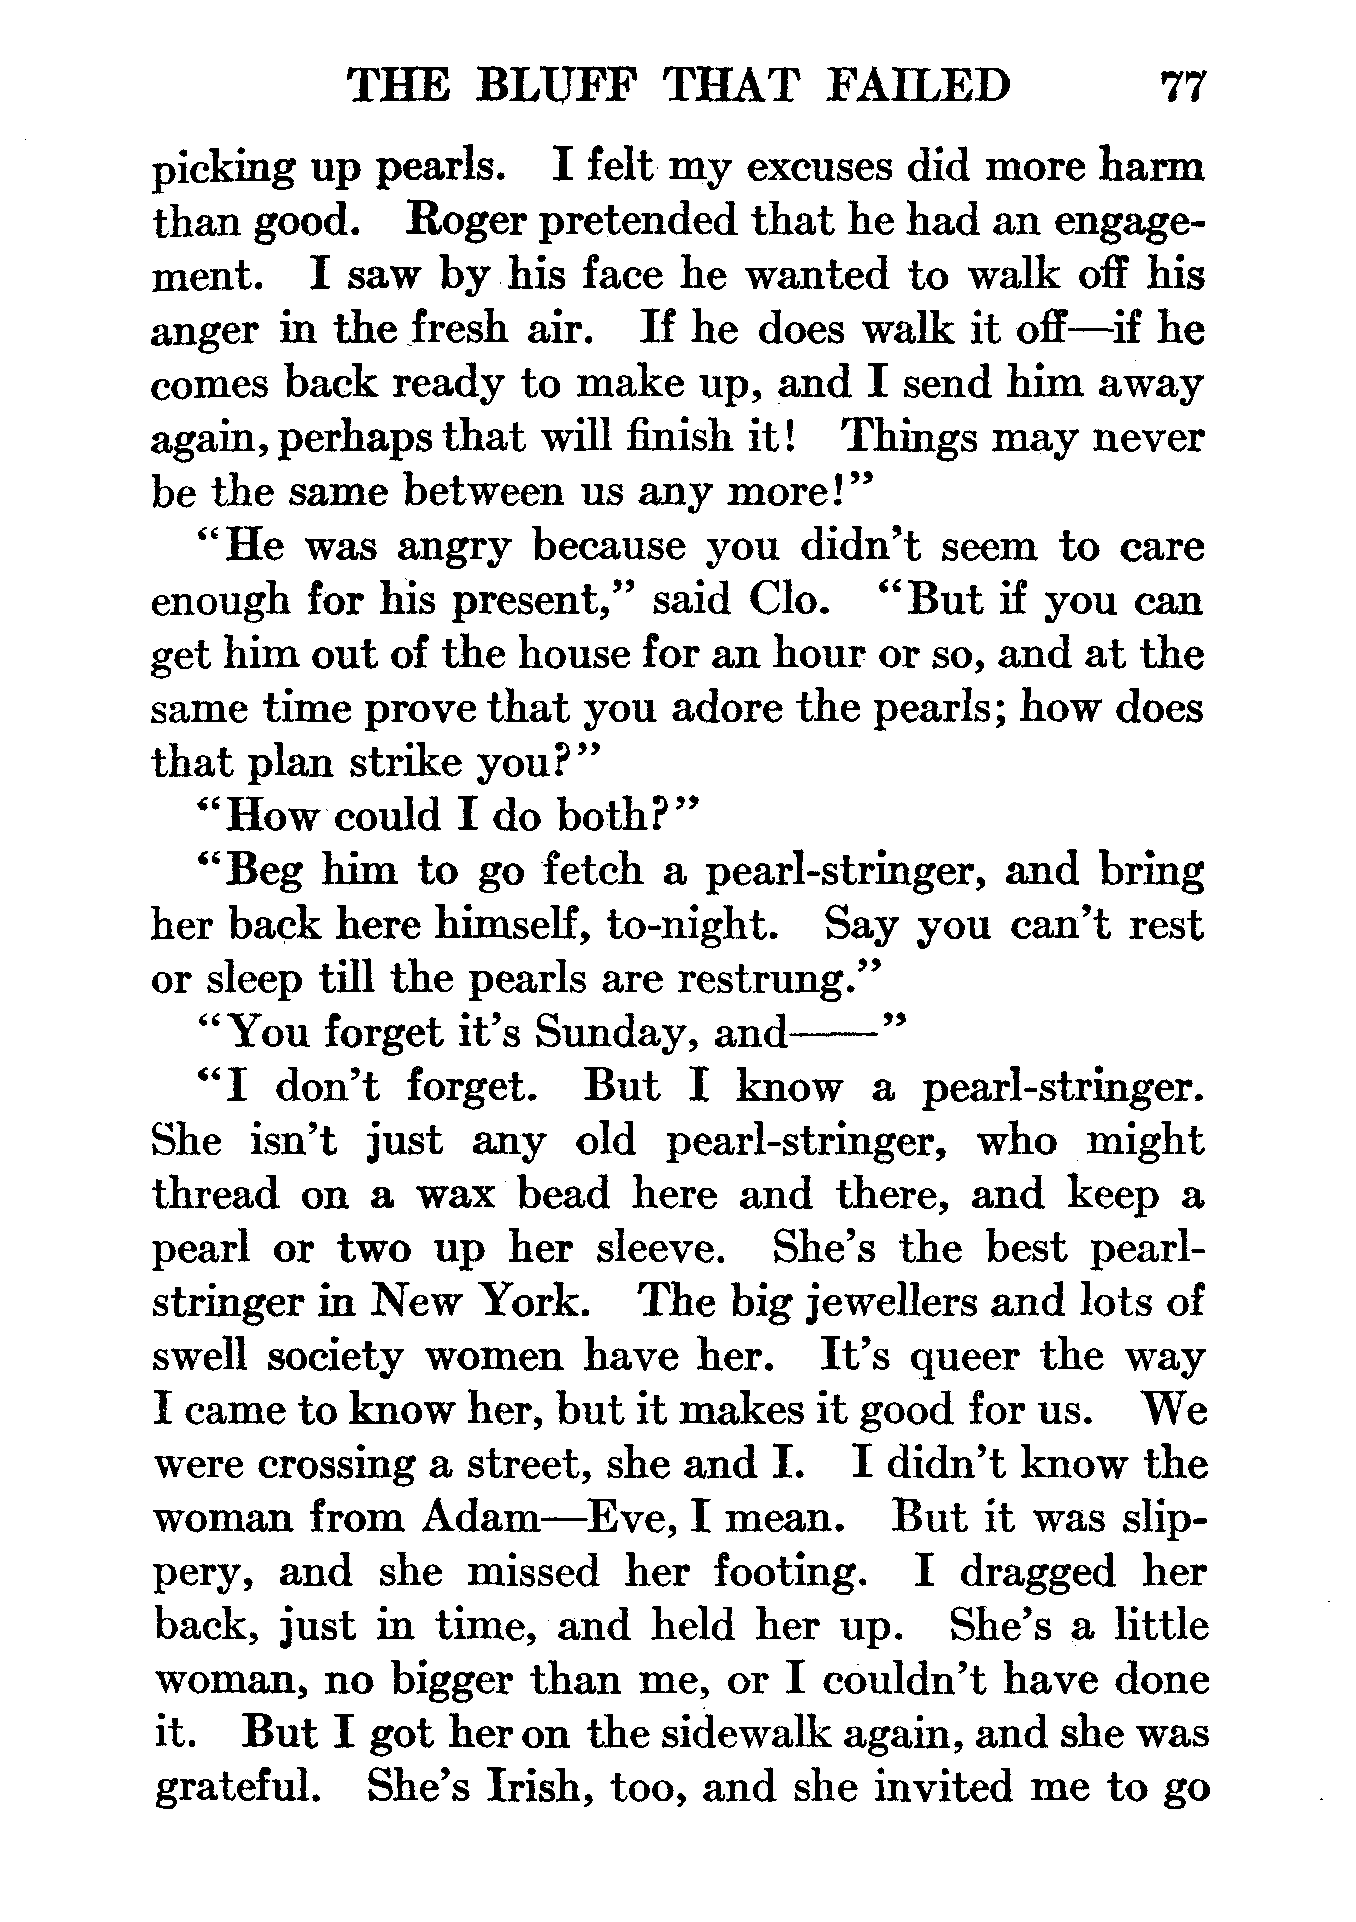 THE BLUFF THAT FAILED 77
picking up pearls. I felt my excuses did more harm
than good. Roger pretended that he had an engage-
ment. I saw by his face he wanted to walk off his
anger in the fresh air. If he does walk it off—if he
comes back ready to make up, and I send him away
again, perhaps that will finish it! Things may never
be the same between us any more!”
“He was angry because you didn’t seem to care
enough for his present,” said Clo. “But if you can
get him out of the house for an hour or so, and at the
same time prove that you adore the pearls; how does
that plan strike you?”
“How could I do both?”
“Beg him to go fetch a pearl-stringer, and bring
her back here himself, to-night. Say you can’t rest
or sleep till the pearls are restrung.”
“You forget it’s Sunday, and——”
“I don’t forget. But I know a pearl-stringer.
She isn’t just any old pearl-stringer, who might
thread on a wax bead here and there, and keep a
pearl or two up her sleeve. She’s the best pearl-
stringer in New York. The big jewellers and lots of
swell society women have her. It’s queer the way
I came to know her, but it makes it good for us. We
were crossing a street, she and I. I didn’t know the
woman from Adam—Eve, I mean. But it was slip-
pery, and she missed her footing. I dragged her
back, just in time, and held her up. She’s a little
woman, no bigger than me, or I couldn’t have done
it. But I got her on the sidewalk again, and she was
grateful. She’s Irish, too, and she invited me to go